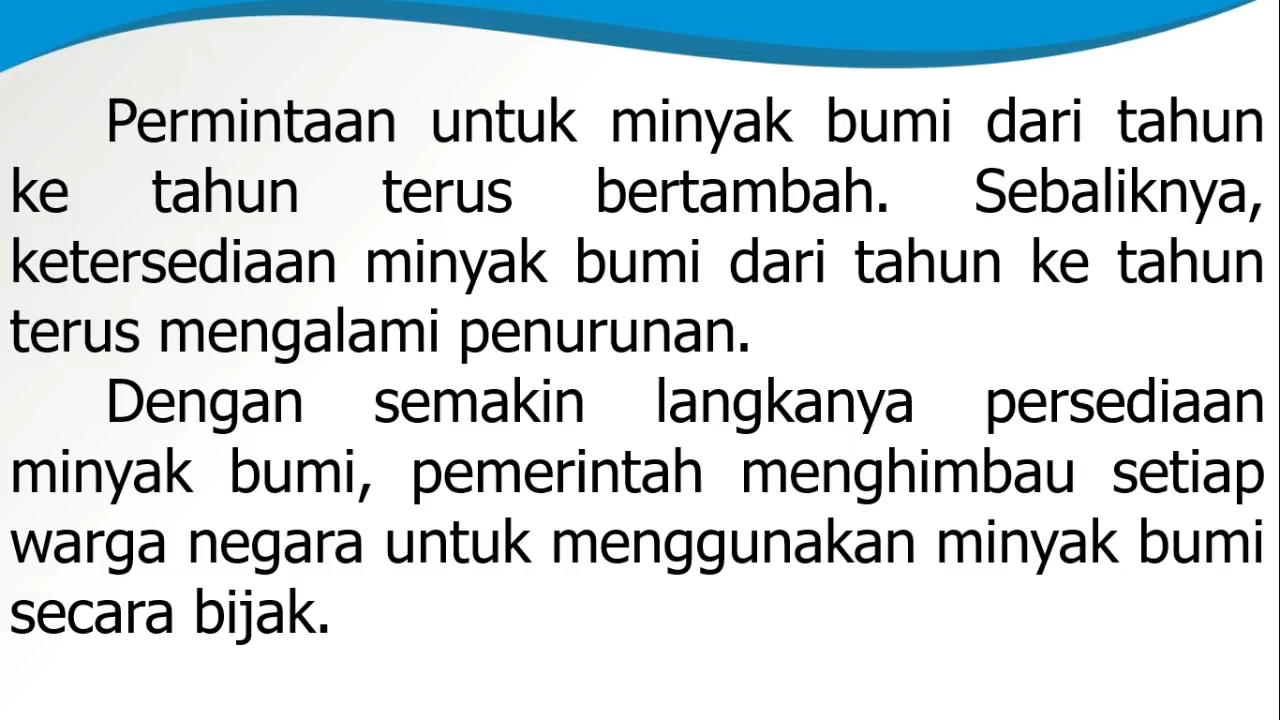 Permintaan untuk minyak bumi dari tahun
ke tahun terus bertambah. Sebaliknya,
ketersediaan minyak bumi dari tahun ke tahun
terus mengalami penurunan.
Dengan semakin langkanya persediaan
minyak bumi, pemerintah menghimbau setiap
warga negara untuk menggunakan minyak bumi
secara bijak.